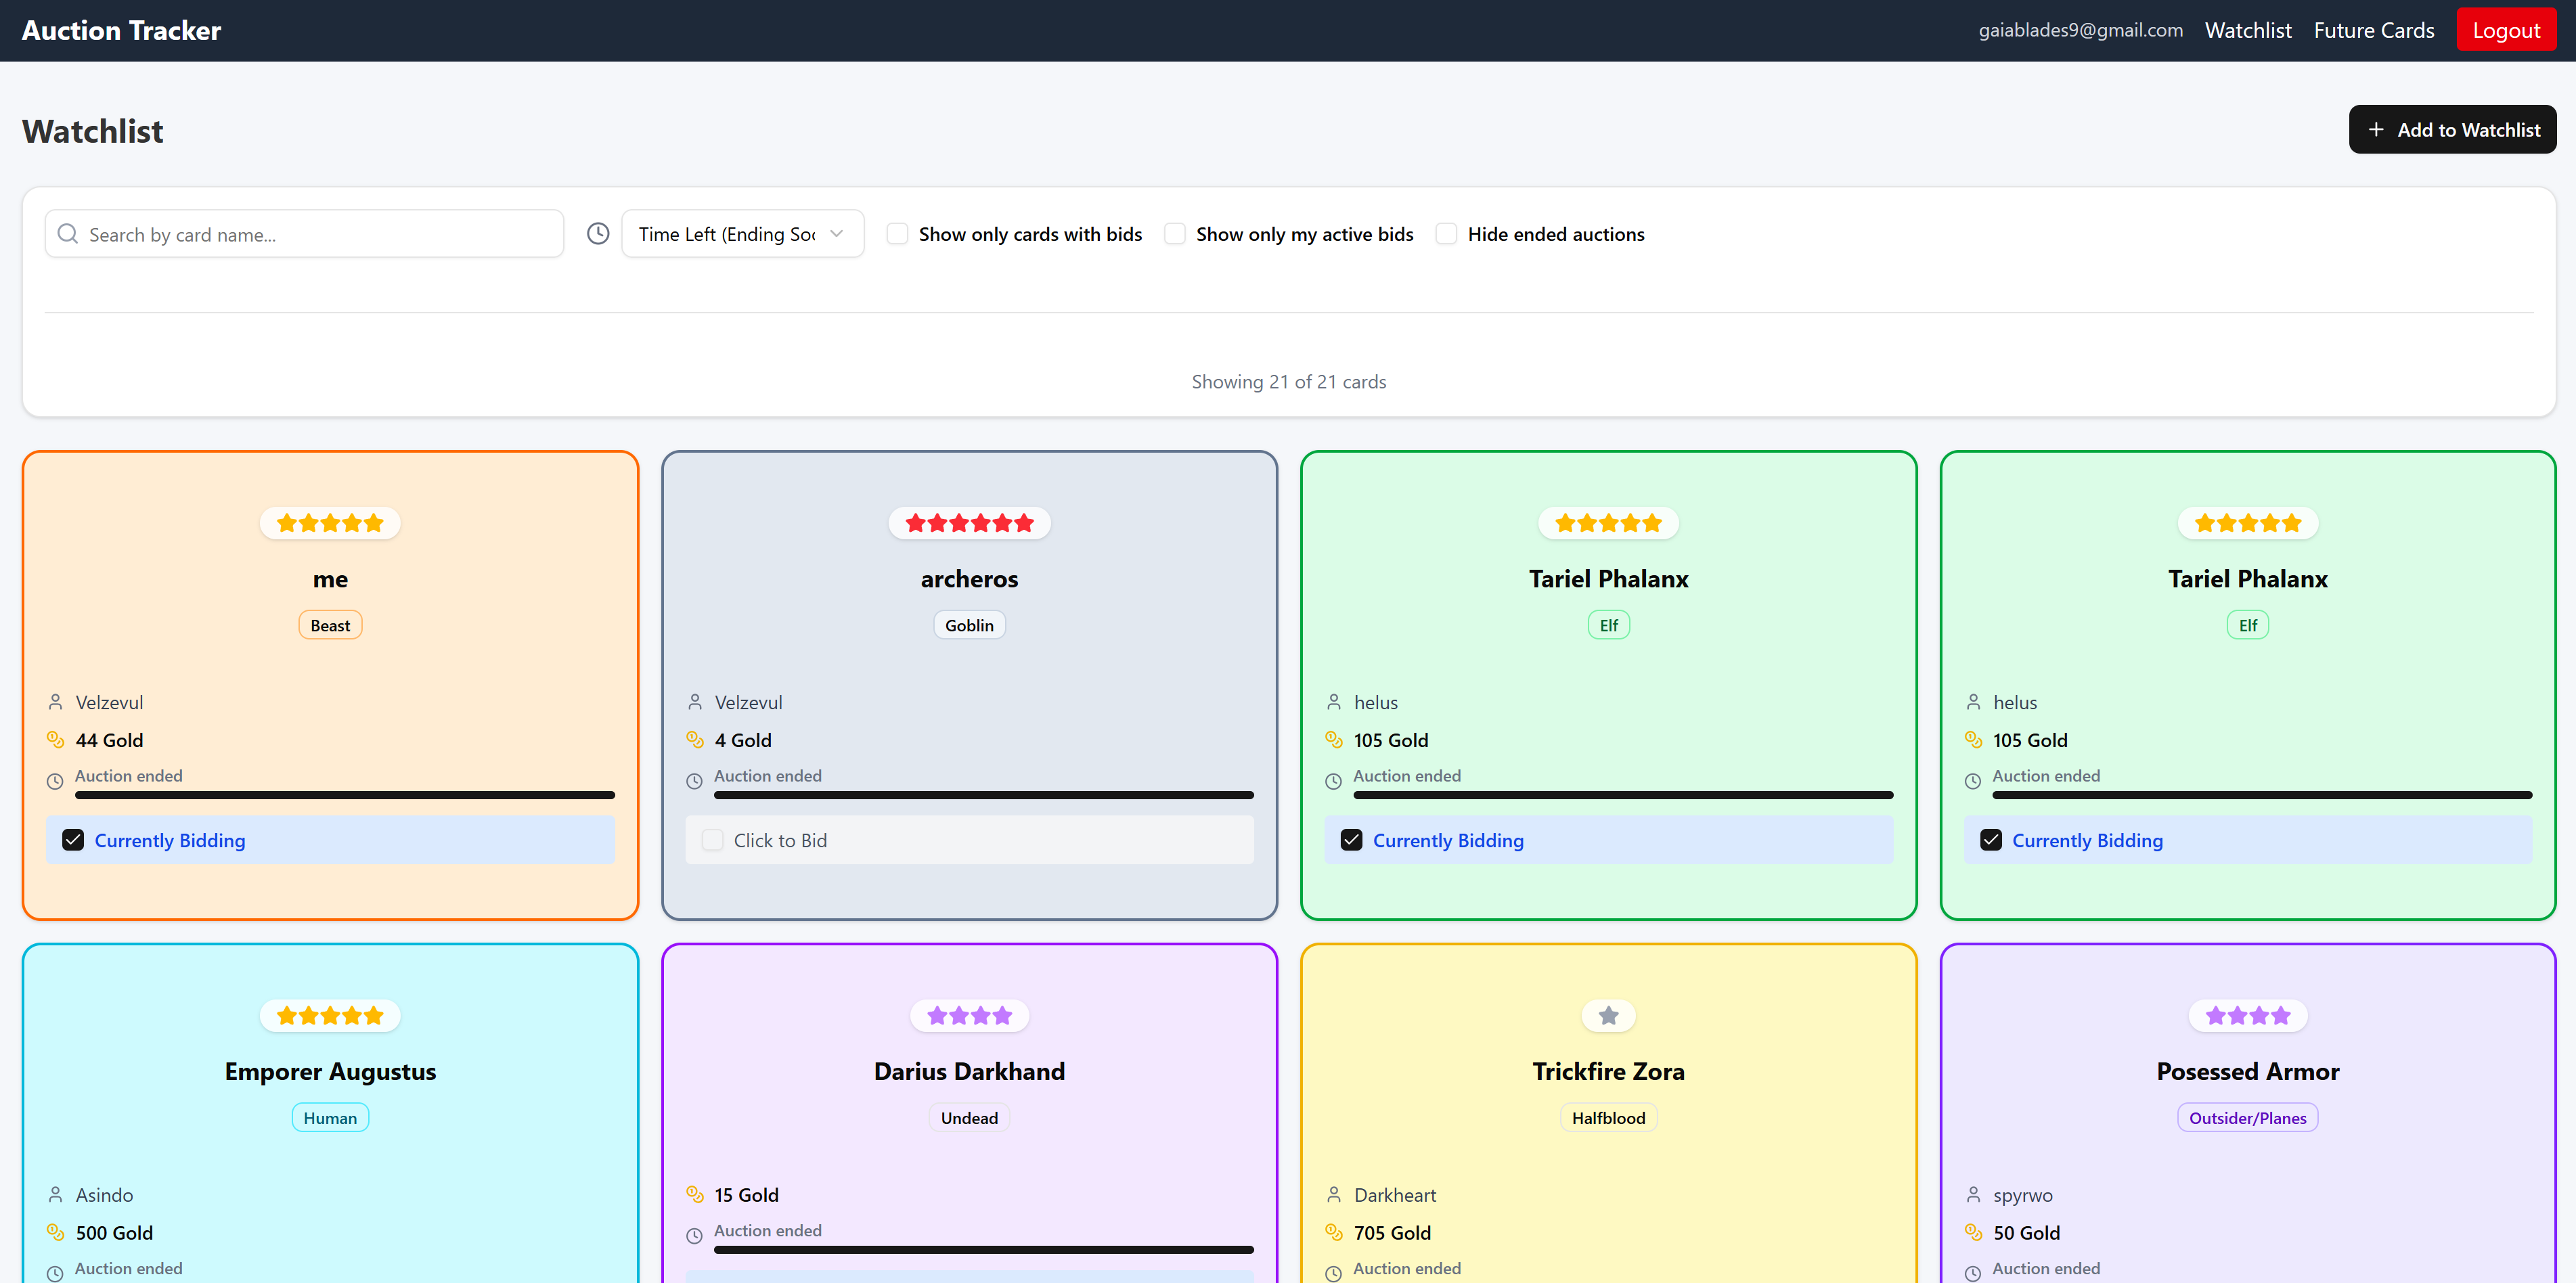 Auction Tracker
gaiablades9@gmail.com Watchlist Future Cards Logout
Watchlist
Add to Watchlist
Search by card name...
Time Left (Ending Soc
Show only cards with bids
Show only my active bids
Hide ended auctions
Showing 21 of 21 cards
me
Beast
Velzevul
44 Gold
Auction ended
Currently Bidding
archeros
Goblin
Velzevul
4 Gold
Auction ended
Click to Bid
Tariel Phalanx
Elf
helus
105 Gold
Auction ended
Currently Bidding
Tariel Phalanx
Elf
helus
105 Gold
Auction ended
Currently Bidding
Emporer Augustus
Human
Asindo
500 Gold
Auction ended
Darius Darkhand
Undead
15 Gold
Auction ended
Trickfire Zora
Halfblood
Darkheart
705 Gold
Auction ended
Posessed Armor
Outsider/Planes
spyrwo
50 Gold
Auction ended